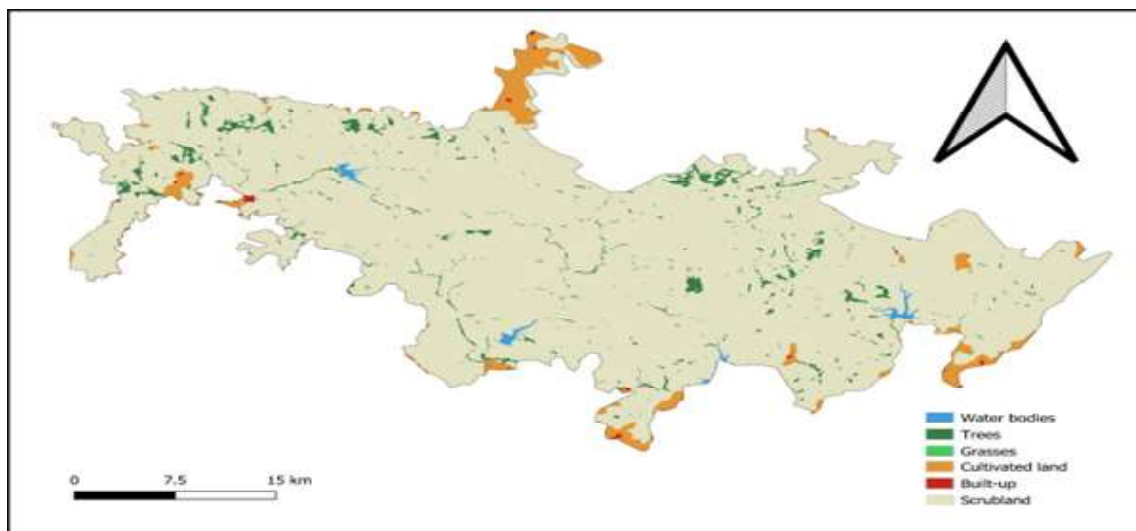 Water bodies
Trees
Grasses
Cultivated land
Built-up
Scrubland
0 7.5 15 km